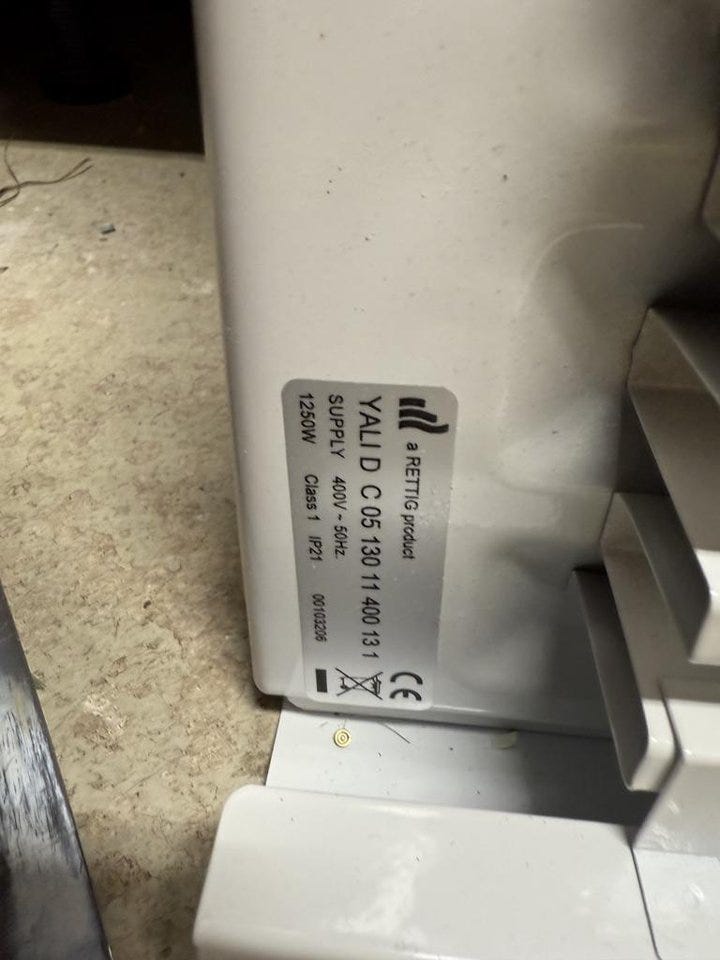 a RETTIG product
YALI D C 05 130 11 400 13 1
SUPPLY 400V ~ 50Hz.
1250W Class 1 IP21 00103206
CE